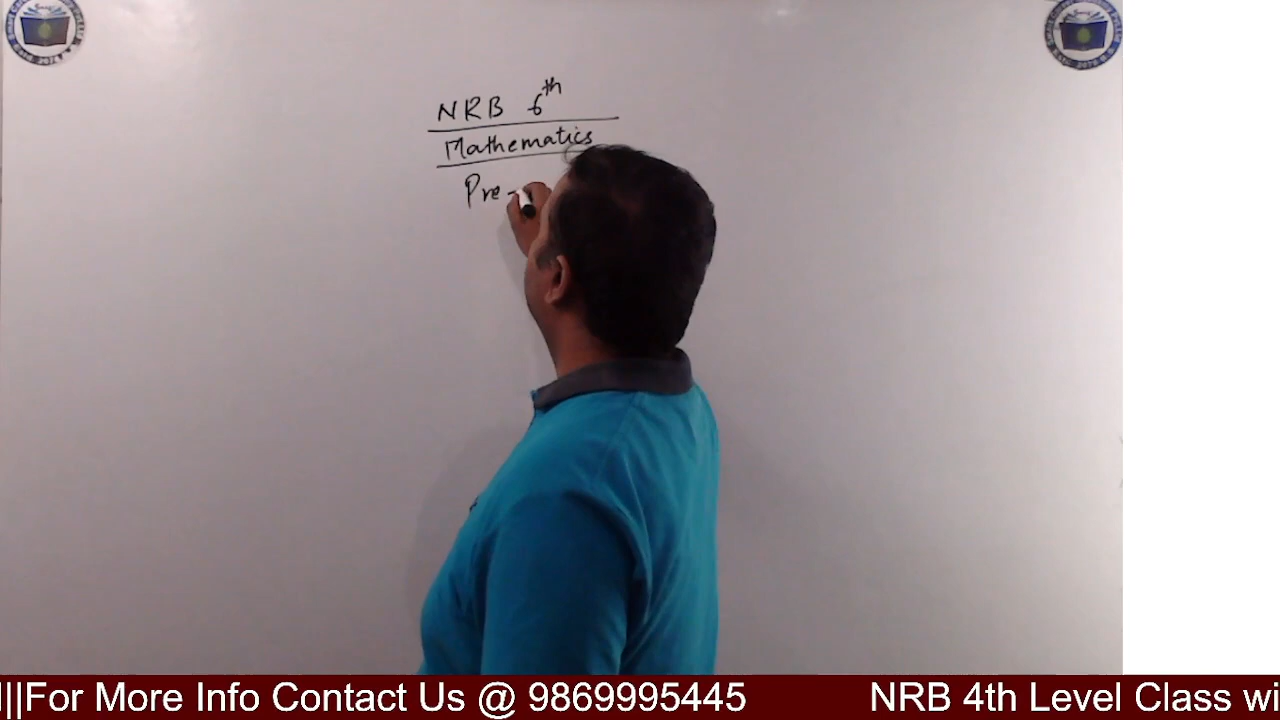 NRB 6th
Mathematics
Pre-
|||For More Info Contact Us @ 9869995445 NRB 4th Level Class wi